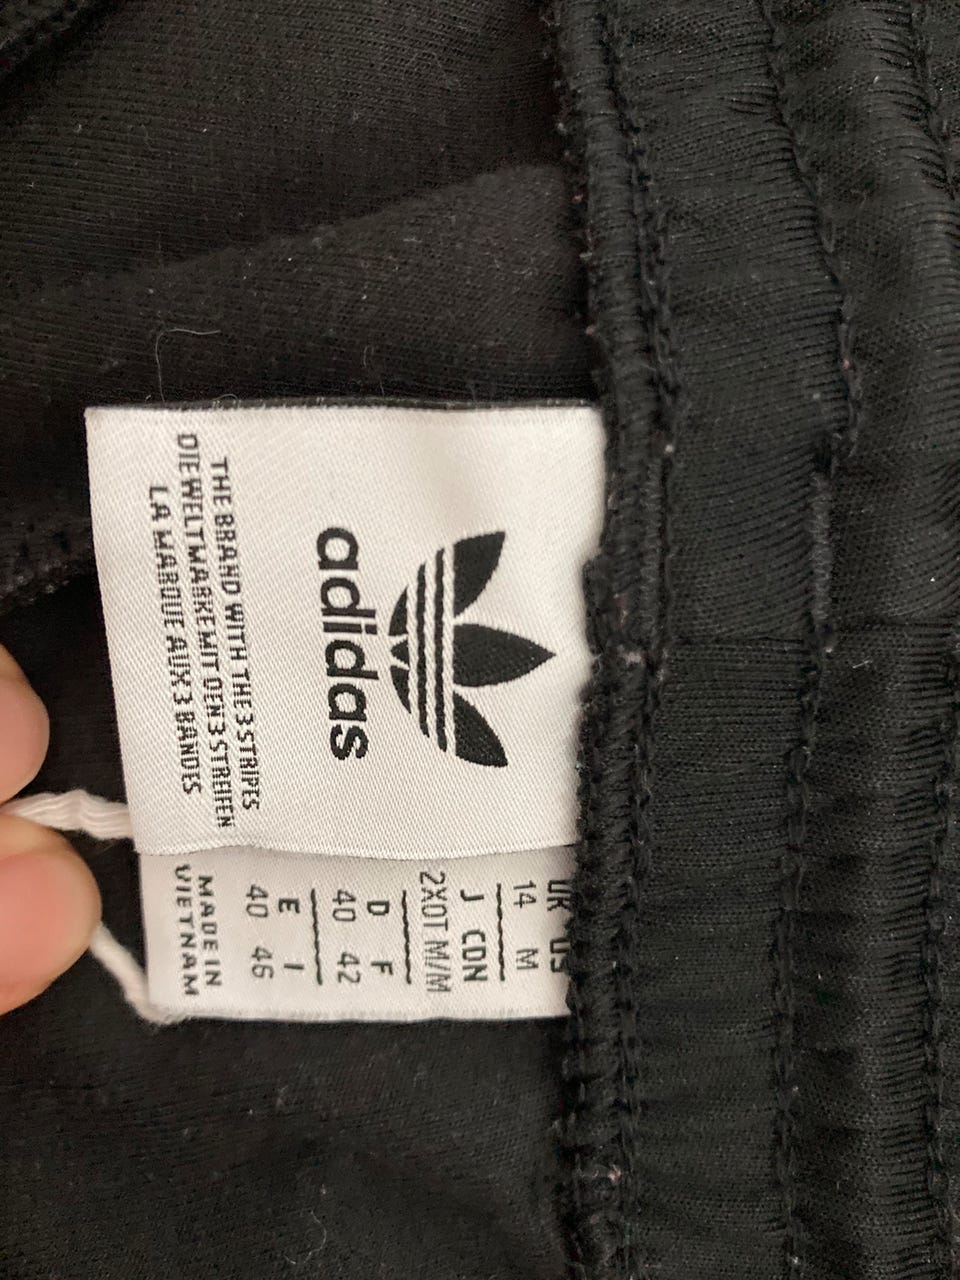 adidas
THE BRAND WITH THE 3 STRIPES
DIE WELTMARKE MIT DEN 3 STREIFEN
LA MARQUE AUX 3 BANDES
UK US
14 M
J CDN
2XOT M/M
D F
40 42
E I
40 46
MADE IN
VIETNAM